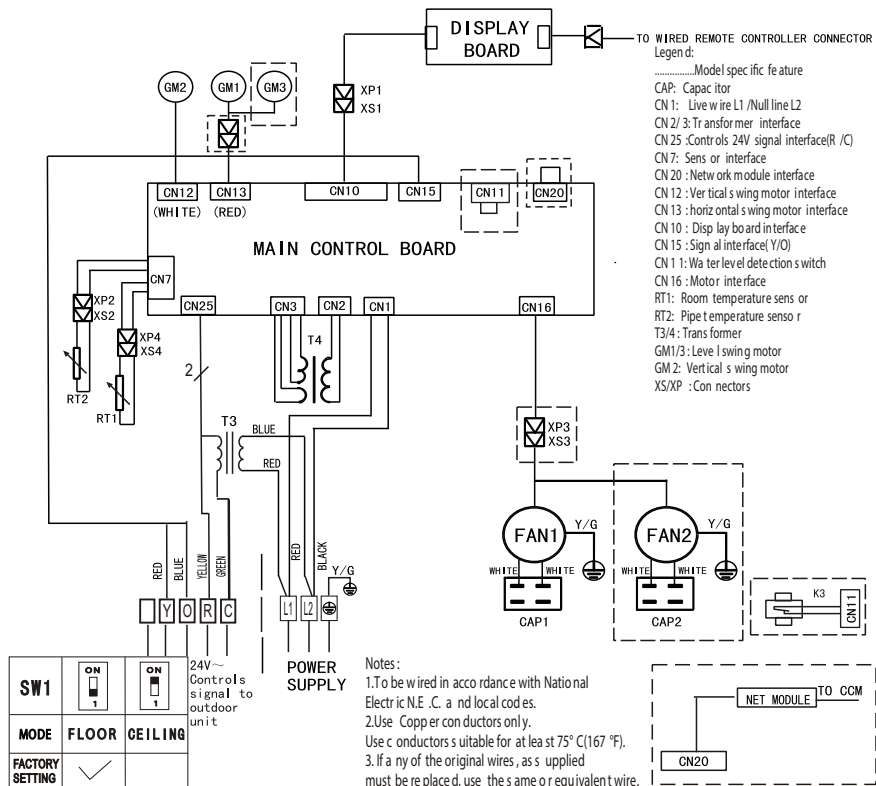 DISPLAY
BOARD
TO WIRED REMOTE CONTROLLER CONNECTOR
Legend:
................Model specific feature
CAP: Capacitor
CN 1: Live wire L1 /Null line L2
CN 2/ 3: Transformer interface
CN 25 :Controls 24V signal interface(R /C)
CN 7: Sensor interface
CN 20 : Network module interface
CN 12 : Vertical swing motor interface
CN 13 : horizontal swing motor interface
CN 10 : Display board interface
CN 15 : Signal interface( Y/O)
CN 1 1: Water level detection switch
CN 16 : Motor interface
RT1: Room temperature sensor
RT2: Pipe temperature sensor
T3/4 : Transformer
GM1/3 : Level swing motor
GM 2: Vertical swing motor
XS/XP : Connectors
GM2
GM1
GM3
XP1
XS1
CN12
CN13
CN10
CN15
CN11
CN20
(WHITE)
(RED)
MAIN CONTROL BOARD
CN7
CN25
CN3
CN2
CN1
CN16
XP2
XS2
XP4
XS4
RT2
RT1
2
T4
T3
BLUE
RED
XP3
XS3
FAN1
Y/G
FAN2
Y/G
WHITE
WHITE
WHITE
WHITE
CAP1
CAP2
K3
CN11
RED
BLUE
YELLOW
GREEN
RED
BLACK
Y/G
Y
O
R
C
L1
L2
24V～
Controls
signal to
outdoor
unit
POWER
SUPPLY
SW1
ON
1
ON
1
MODE
FLOOR
CEILING
FACTORY
SETTING
Notes :
1.To be wired in accordance with National
Electric N.E .C. and local codes.
2.Use Copper conductors only.
Use conductors suitable for at least 75° C(167 °F).
3. If any of the original wires , as supplied
must be replaced, use the same or equivalent wire.
NET MODULE
TO CCM
CN20